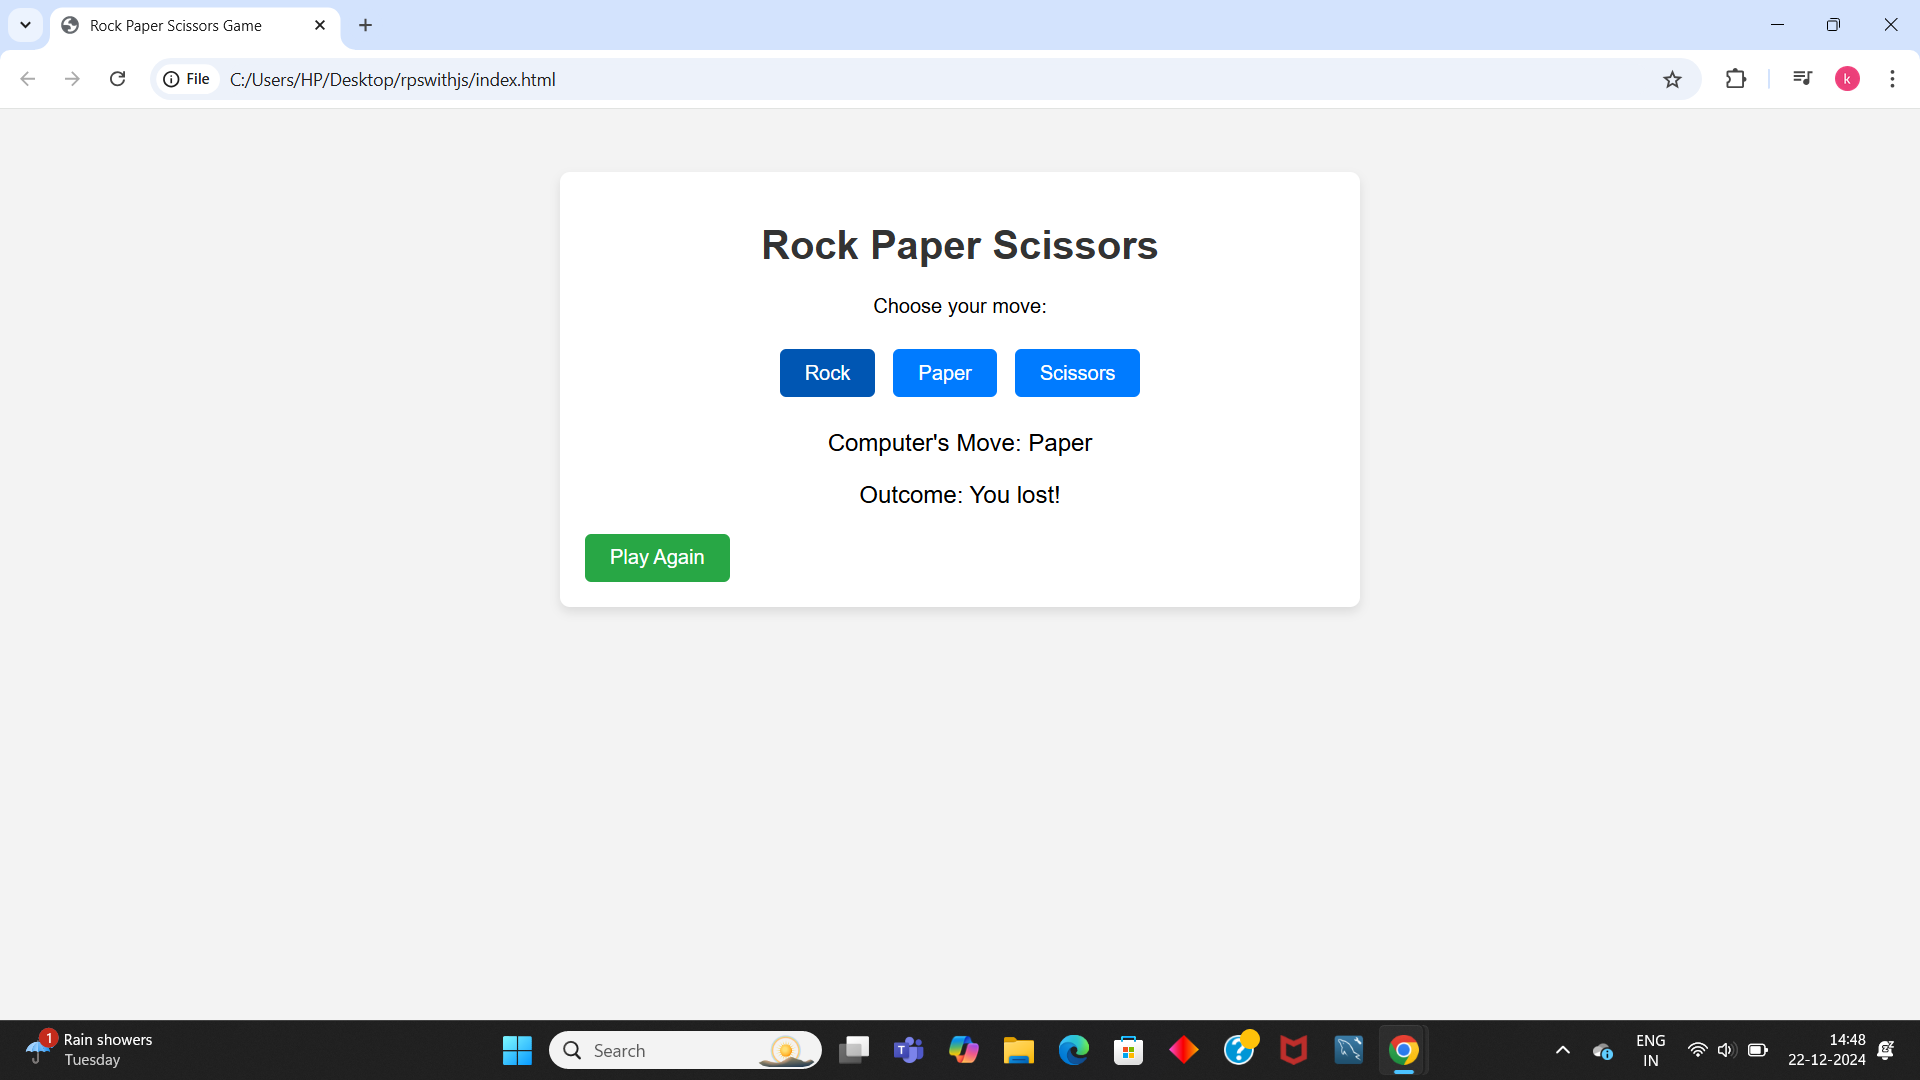 Rock Paper Scissors Game
File
C:/Users/HP/Desktop/rpswithjs/index.html
k
Rock Paper Scissors
Choose your move:
Rock
Paper
Scissors
Computer's Move: Paper
Outcome: You lost!
Play Again
1
Rain showers
Tuesday
Search
T
?
ENG
IN
14:48
22-12-2024